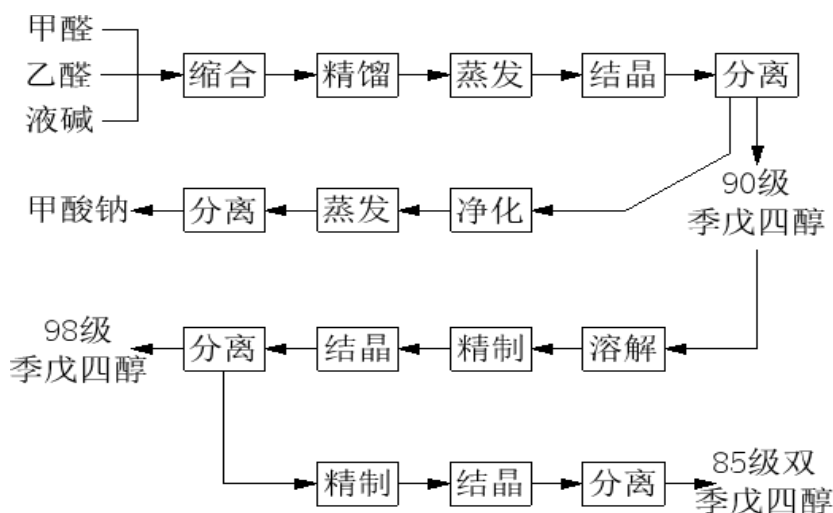 甲醛
乙醛
液碱
缩合
精馏
蒸发
结晶
分离
90级
季戊四醇
甲酸钠
分离
蒸发
净化
98级
季戊四醇
分离
结晶
精制
溶解
精制
结晶
分离
85级双
季戊四醇